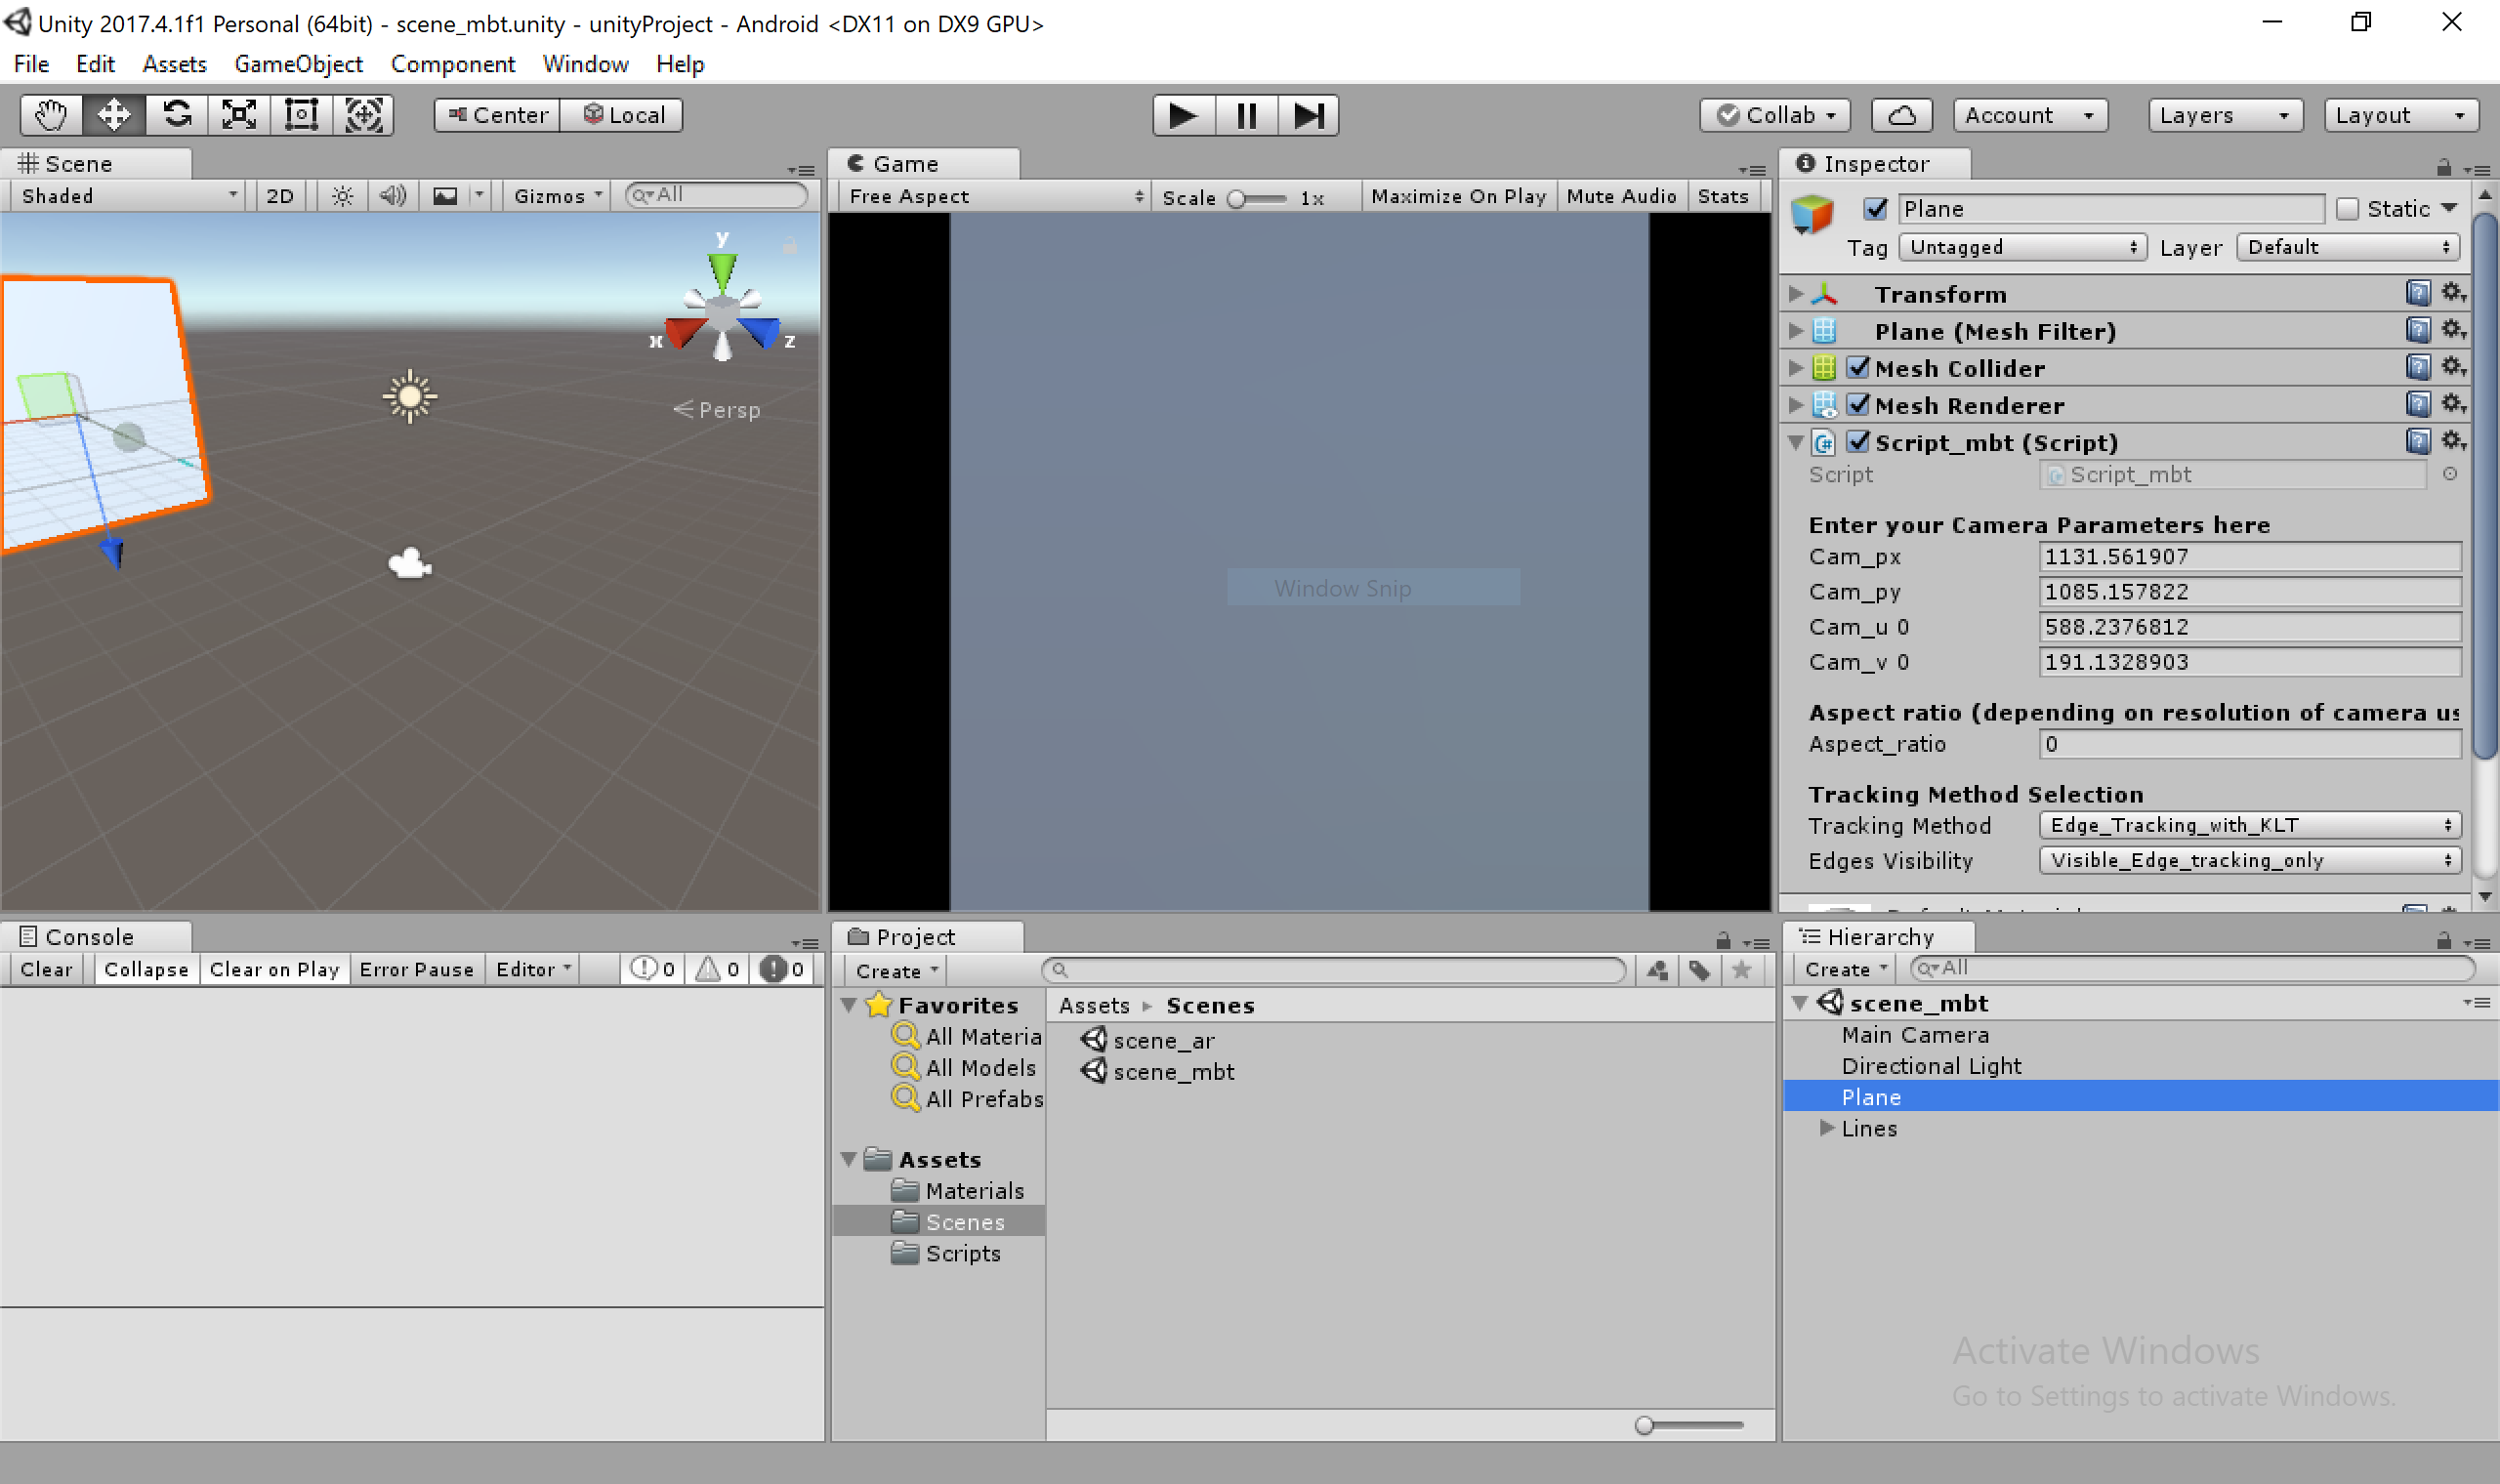 Unity 2017.4.1f1 Personal (64bit) - scene_mbt.unity - unityProject - Android <DX11 on DX9 GPU>
File Edit Assets GameObject Component Window Help
Center Local Collab Account Layers Layout
Scene
Shaded 2D Gizmos All
y
x z
Persp
Game
Free Aspect Scale 1x Maximize On Play Mute Audio Stats
Window Snip
Inspector
Plane Static
Tag Untagged Layer Default
Transform
Plane (Mesh Filter)
Mesh Collider
Mesh Renderer
Script_mbt (Script)
Script Script_mbt
Enter your Camera Parameters here
Cam_px 1131.561907
Cam_py 1085.157822
Cam_u 0 588.2376812
Cam_v 0 191.1328903
Aspect ratio (depending on resolution of camera us
Aspect_ratio 0
Tracking Method Selection
Tracking Method Edge_Tracking_with_KLT
Edges Visibility Visible_Edge_tracking_only
Console
Clear Collapse Clear on Play Error Pause Editor 0 0 0
Project
Create
Favorites
All Materia
All Models
All Prefabs
Assets
Materials
Scenes
Scripts
Assets Scenes
scene_ar
scene_mbt
Hierarchy
Create All
scene_mbt
Main Camera
Directional Light
Plane
Lines
Activate Windows
Go to Settings to activate Windows.